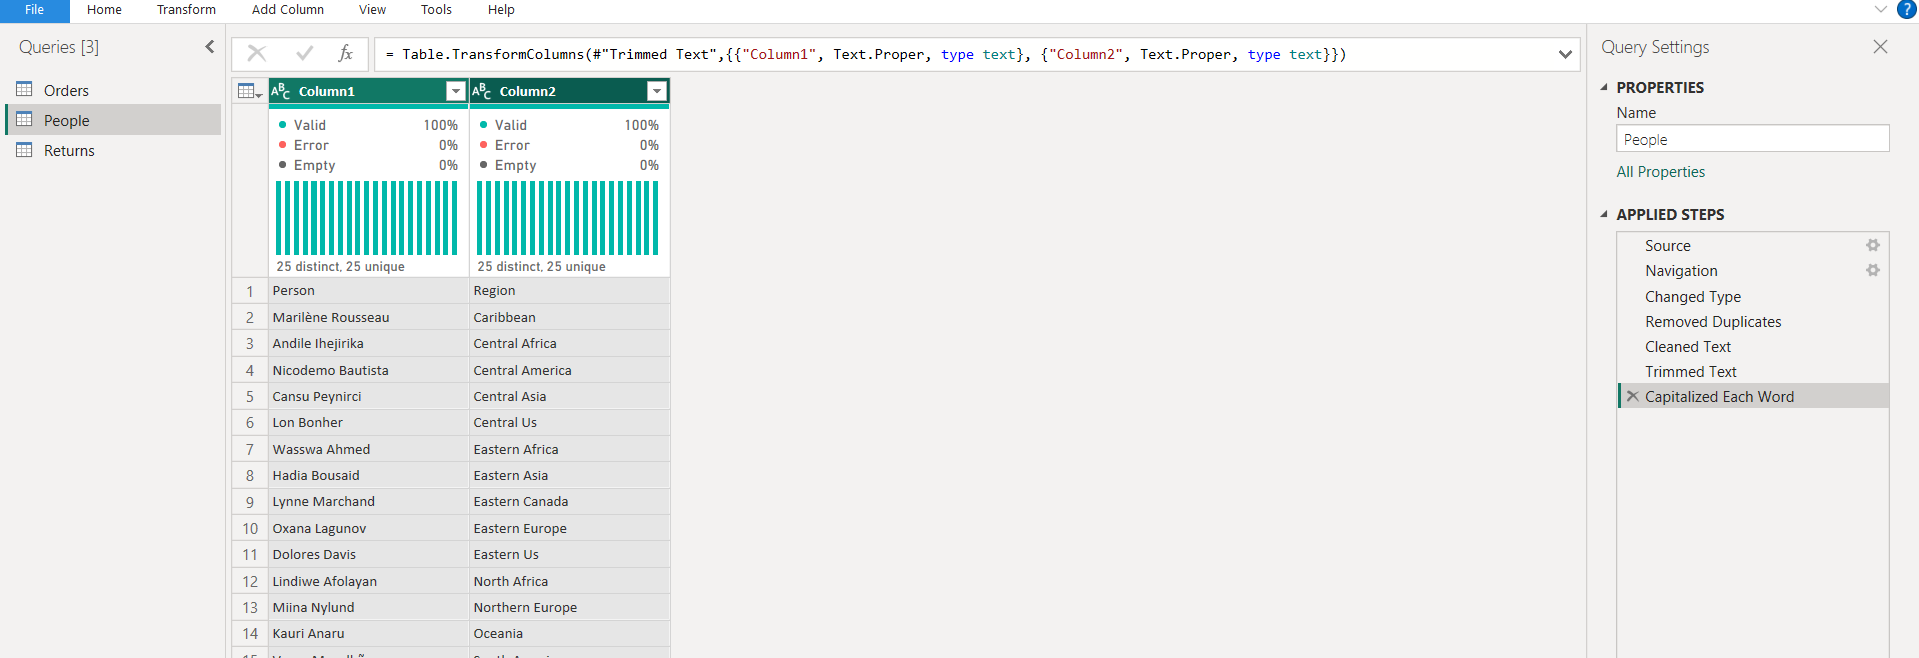 File Home Transform Add Column View Tools Help ?
Queries [3]
Orders
People
Returns
fx = Table.TransformColumns(#"Trimmed Text",{{"Column1", Text.Proper, type text}, {"Column2", Text.Proper, type text}})
ABC Column1 ABC Column2
Valid 100% Valid 100%
Error 0% Error 0%
Empty 0% Empty 0%
25 distinct, 25 unique 25 distinct, 25 unique
1 Person Region
2 Marilène Rousseau Caribbean
3 Andile Ihejirika Central Africa
4 Nicodemo Bautista Central America
5 Cansu Peynirci Central Asia
6 Lon Bonher Central Us
7 Wasswa Ahmed Eastern Africa
8 Hadia Bousaid Eastern Asia
9 Lynne Marchand Eastern Canada
10 Oxana Lagunov Eastern Europe
11 Dolores Davis Eastern Us
12 Lindiwe Afolayan North Africa
13 Miina Nylund Northern Europe
14 Kauri Anaru Oceania
Query Settings
PROPERTIES
Name
People
All Properties
APPLIED STEPS
Source
Navigation
Changed Type
Removed Duplicates
Cleaned Text
Trimmed Text
Capitalized Each Word